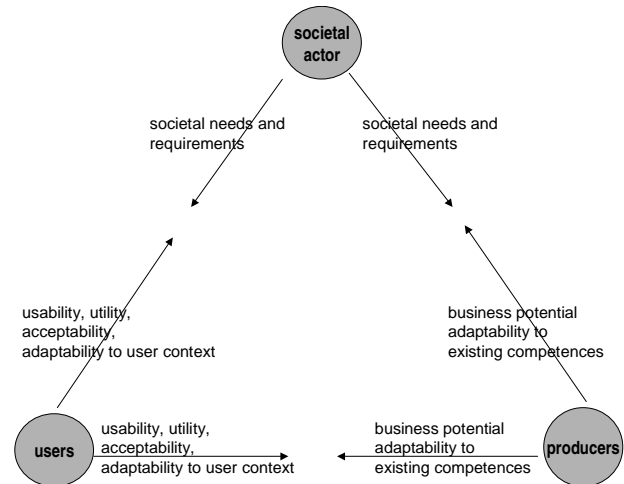 societal
actor
societal needs and
requirements
societal needs and
requirements
usability, utility,
acceptability,
adaptability to user context
business potential
adaptability to
existing competences
users
usability, utility,
acceptability,
adaptability to user context
business potential
adaptability to
existing competences
producers